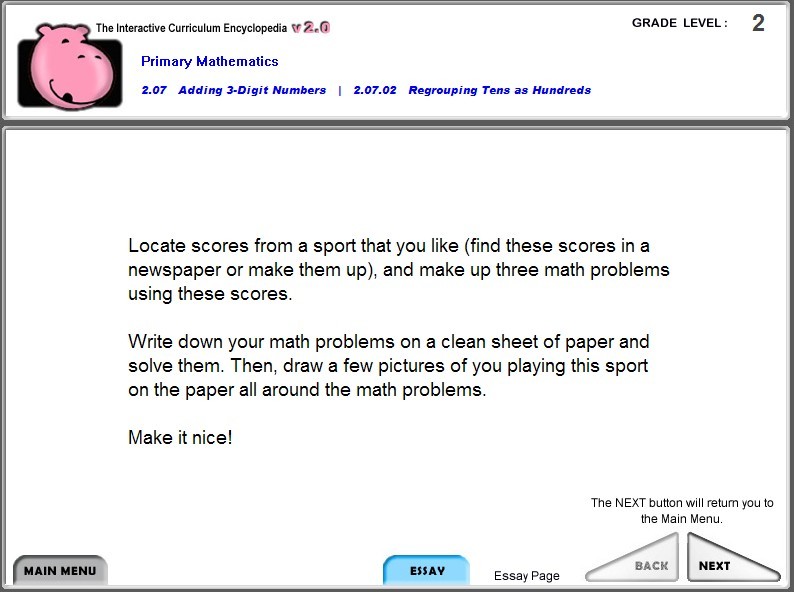 The Interactive Curriculum Encyclopedia v 2.0
GRADE LEVEL: 2
Primary Mathematics
2.07 Adding 3-Digit Numbers | 2.07.02 Regrouping Tens as Hundreds
Locate scores from a sport that you like (find these scores in a
newspaper or make them up), and make up three math problems
using these scores.
Write down your math problems on a clean sheet of paper and
solve them. Then, draw a few pictures of you playing this sport
on the paper all around the math problems.
Make it nice!
The NEXT button will return you to
the Main Menu.
MAIN MENU
ESSAY
Essay Page
BACK
NEXT